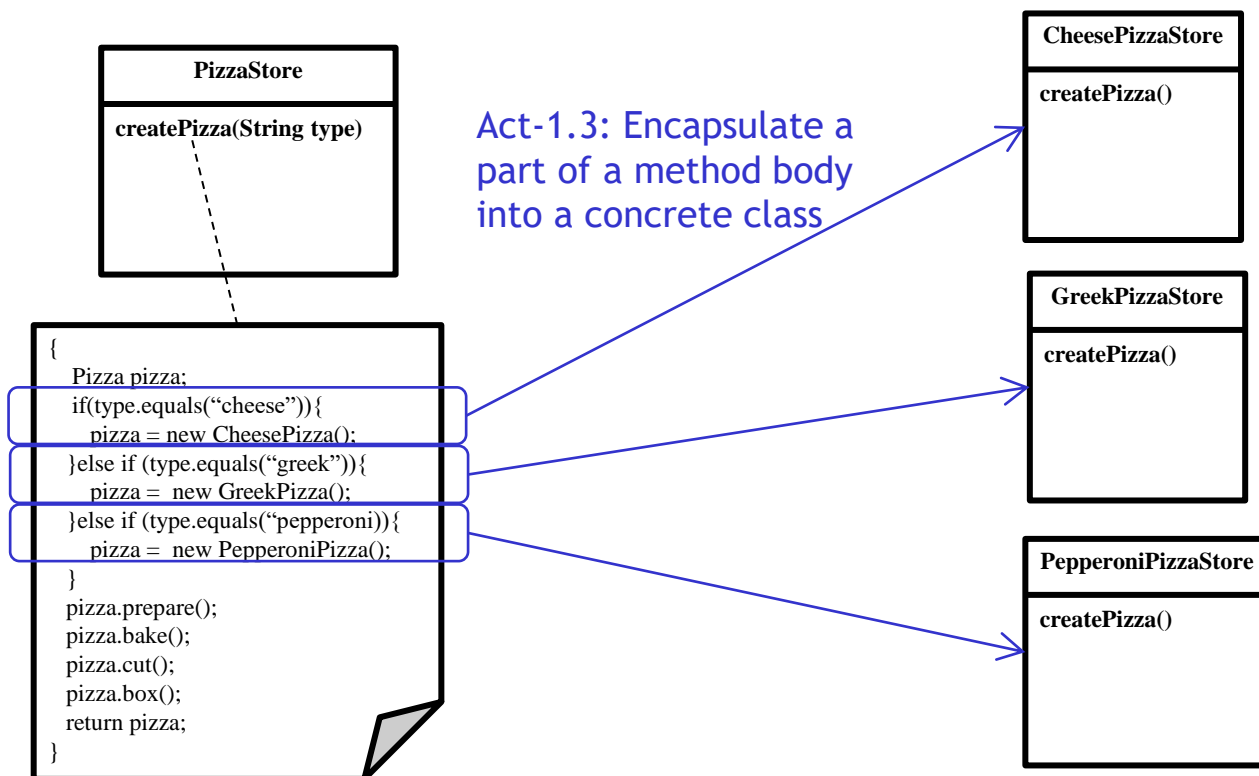 PizzaStore
createPizza(String type)
{
Pizza pizza;
if(type.equals(“cheese”)){
pizza = new CheesePizza();
}else if (type.equals(“greek”)){
pizza =  new GreekPizza();
}else if (type.equals(“pepperoni)){
pizza =  new PepperoniPizza();
}
pizza.prepare();
pizza.bake();
pizza.cut();
pizza.box();
return pizza;
}
Act-1.3: Encapsulate a
part of a method body
into a concrete class
CheesePizzaStore
createPizza()
GreekPizzaStore
createPizza()
PepperoniPizzaStore
createPizza()